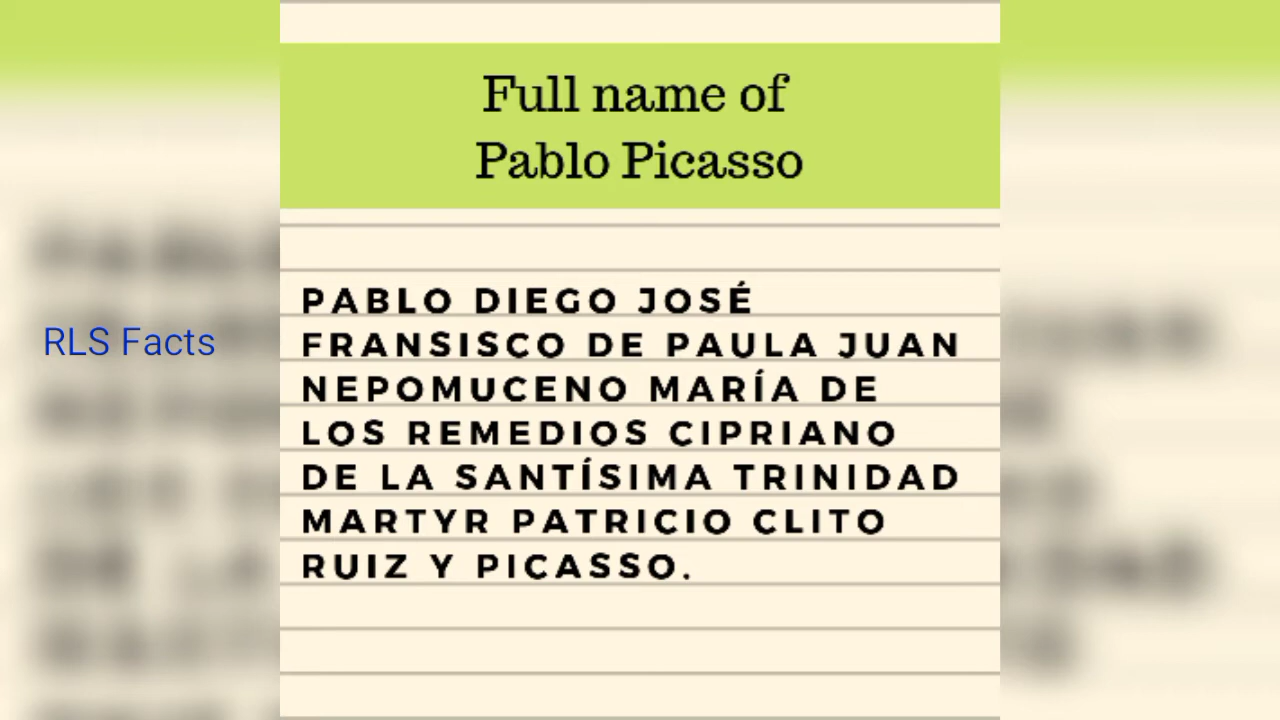 Full name of
Pablo Picasso
RLS Facts
PABLO DIEGO JOSÉ
FRANSISCO DE PAULA JUAN
NEPOMUCENO MARÍA DE
LOS REMEDIOS CIPRIANO
DE LA SANTÍSIMA TRINIDAD
MARTYR PATRICIO CLITO
RUIZ Y PICASSO.